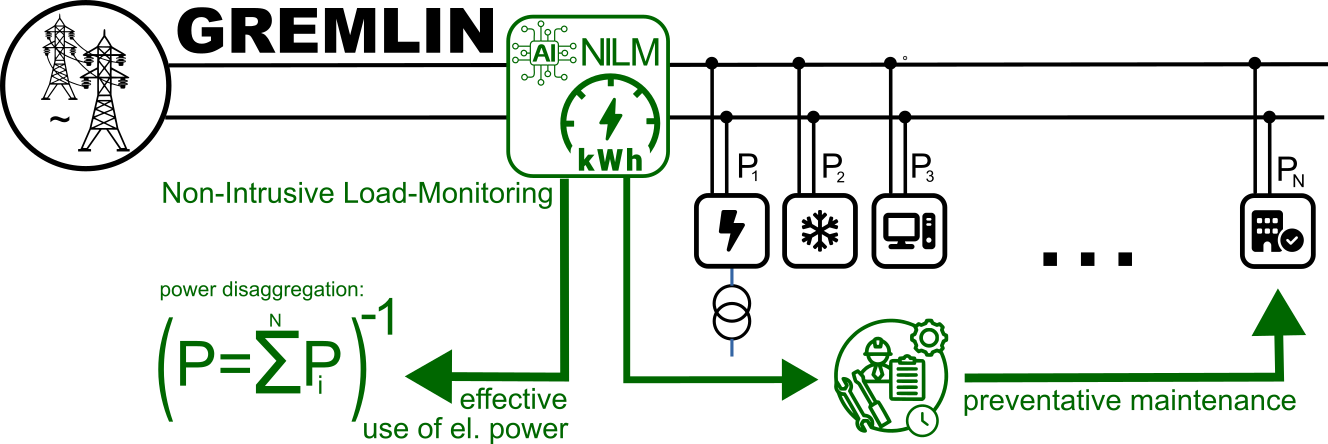 GREMLIN
AI NILM
kWh
~
Non-Intrusive Load-Monitoring
P1
P2
P3
PN
...
power disaggregation:
(P=∑N Pi)-1
effective
use of el. power
preventative maintenance